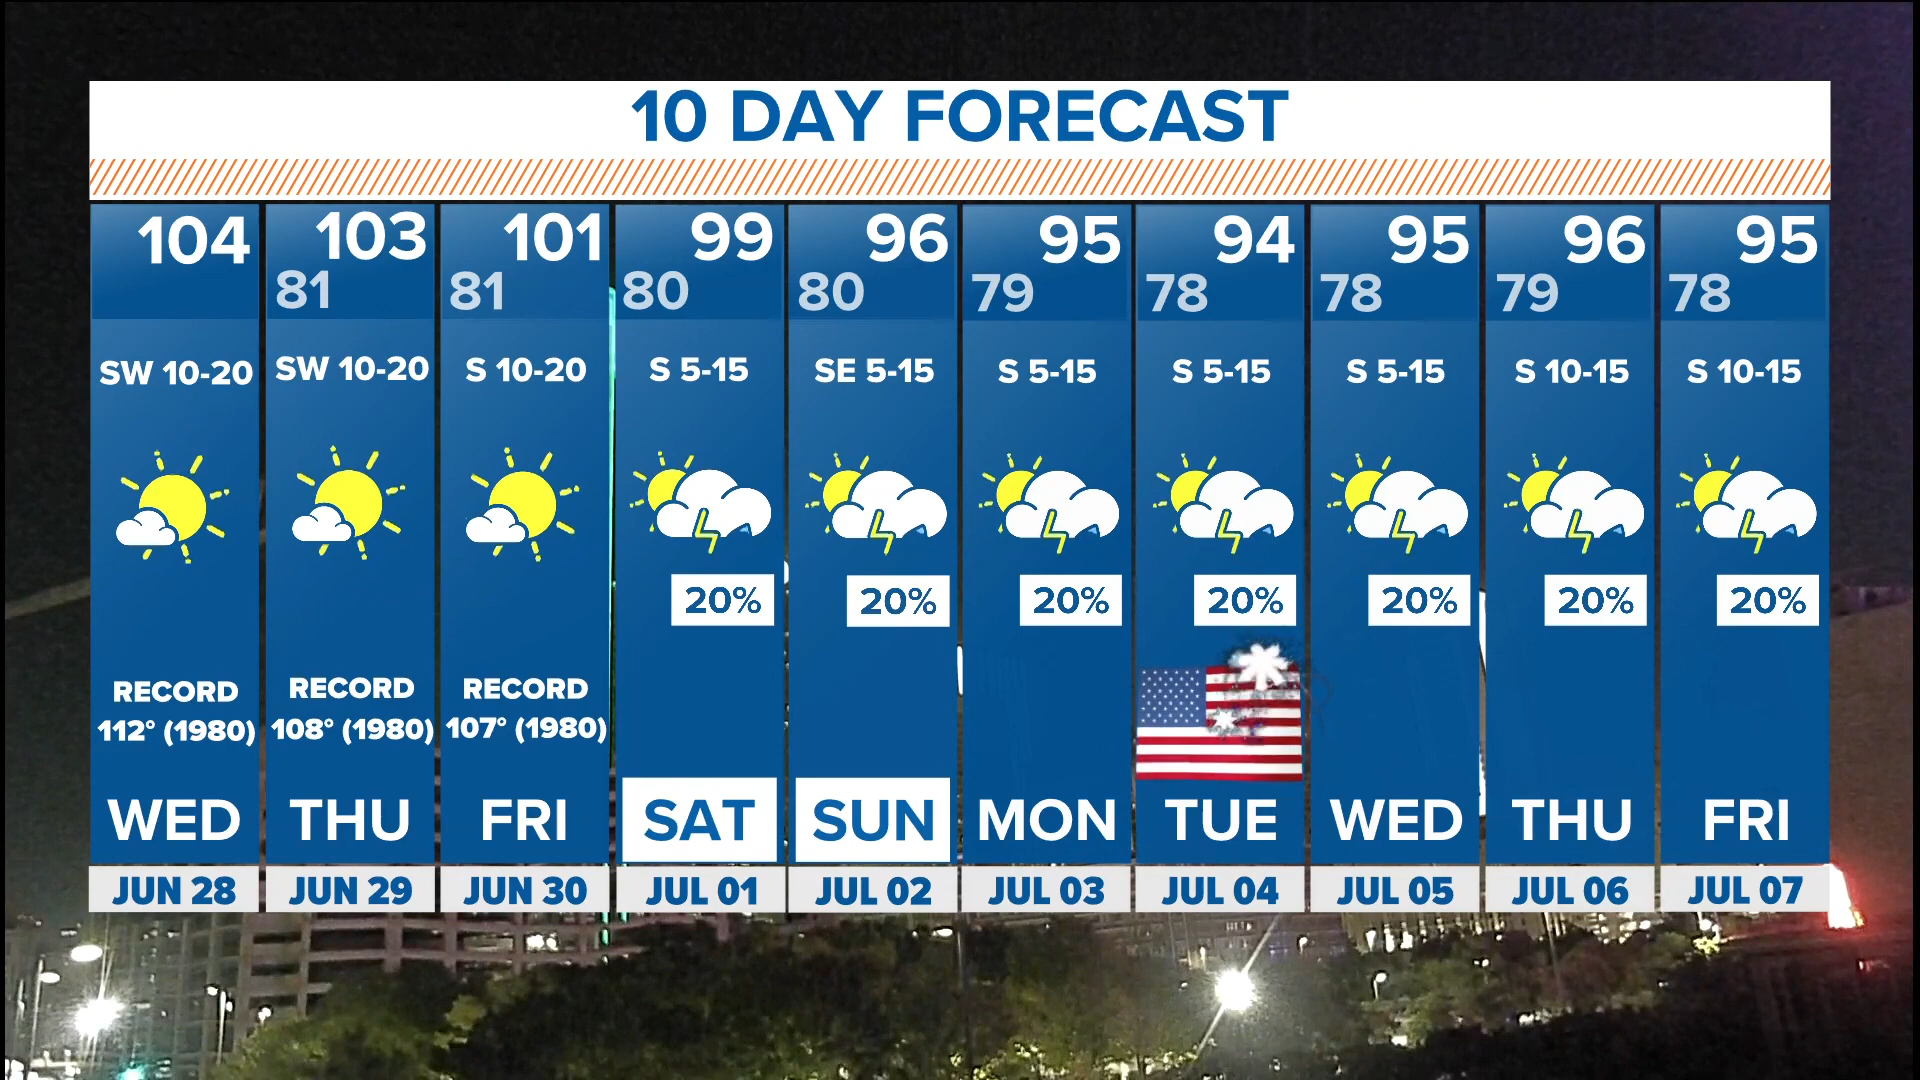 10 DAY FORECAST
104 103 101 99 96 95 94 95 96 95
81 81 80 80 79 78 78 79 78
SW 10-20 SW 10-20 S 10-20 S 5-15 SE 5-15 S 5-15 S 5-15 S 5-15 S 10-15 S 10-15
20% 20% 20% 20% 20% 20% 20%
RECORD RECORD RECORD
112° (1980) 108° (1980) 107° (1980)
WED THU FRI SAT SUN MON TUE WED THU FRI
JUN 28 JUN 29 JUN 30 JUL 01 JUL 02 JUL 03 JUL 04 JUL 05 JUL 06 JUL 07